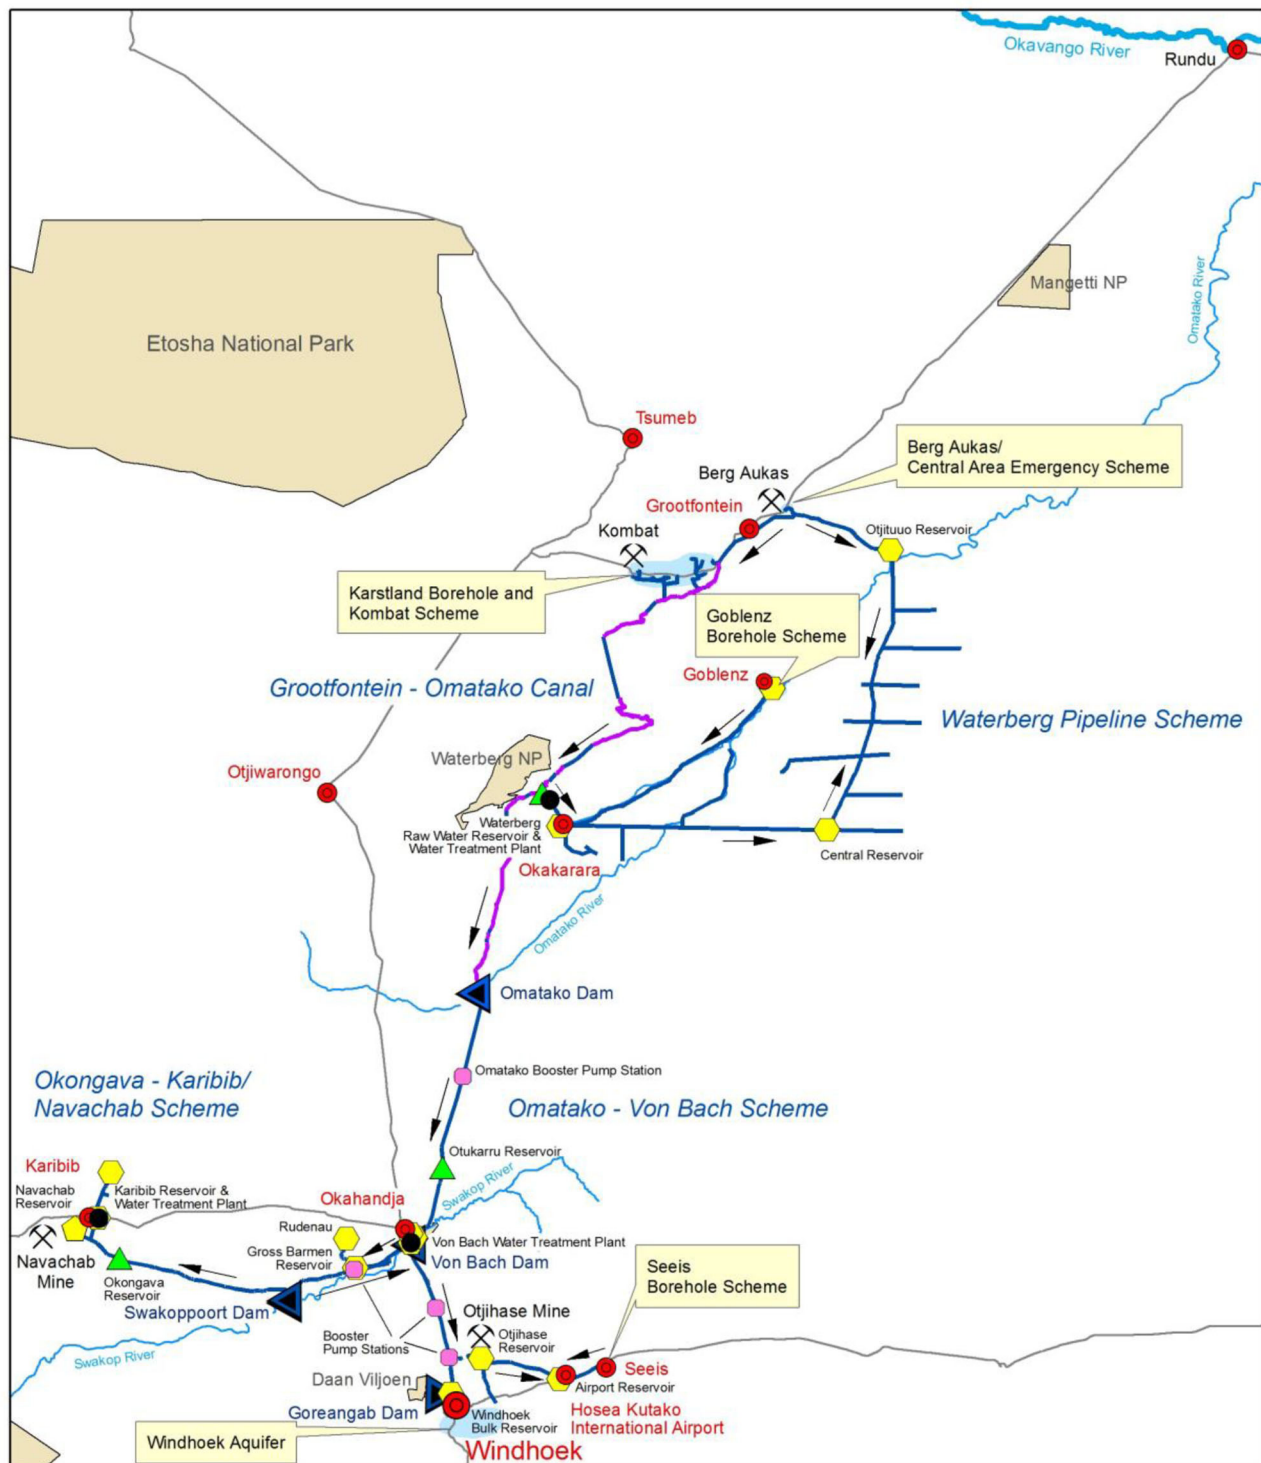 Okavango River
Rundu
Mangetti NP
Omatako River
Etosha National Park
Tsumeb
Berg Aukas/
Central Area Emergency Scheme
Berg Aukas
Grootfontein
Otjituuo Reservoir
Kombat
Karstland Borehole and
Kombat Scheme
Goblenz
Borehole Scheme
Goblenz
Grootfontein - Omatako Canal
Waterberg Pipeline Scheme
Waterberg NP
Otjiwarongo
Waterberg
Raw Water Reservoir &
Water Treatment Plant
Central Reservoir
Okakarara
Omatako River
Omatako Dam
Omatako Booster Pump Station
Okongava - Karibib/
Navachab Scheme
Omatako - Von Bach Scheme
Otukarru Reservoir
Karibib
Navachab
Reservoir
Karibib Reservoir &
Water Treatment Plant
Okahandja
Swakop River
Rudenau
Von Bach Water Treatment Plant
Gross Barmen
Reservoir
Von Bach Dam
Navachab
Mine
Okongava
Reservoir
Seeis
Borehole Scheme
Swakoppoort Dam
Otjihase Mine
Otjihase
Reservoir
Booster
Pump Stations
Swakop River
Seeis
Daan Viljoen
Airport Reservoir
Goreangab Dam
Hosea Kutako
International Airport
Windhoek
Bulk Reservoir
Windhoek Aquifer
Windhoek